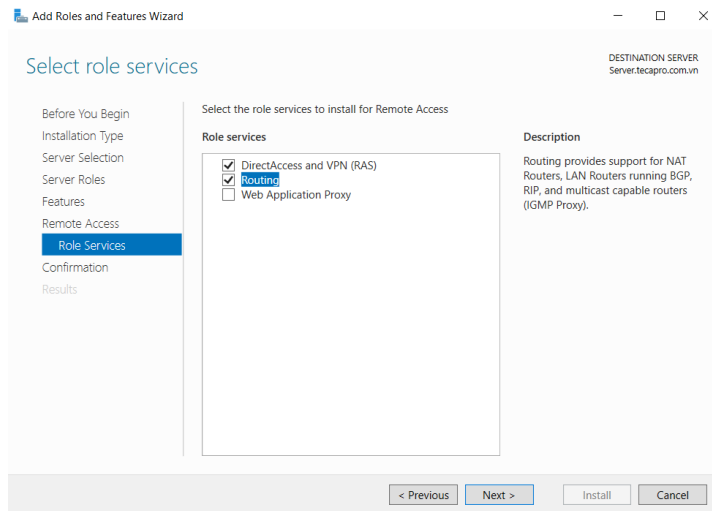 Add Roles and Features Wizard
Select role services
DESTINATION SERVER
Server.tecapro.com.vn
Before You Begin
Installation Type
Server Selection
Server Roles
Features
Remote Access
Role Services
Confirmation
Results
Select the role services to install for Remote Access
Role services
DirectAccess and VPN (RAS)
Routing
Web Application Proxy
Description
Routing provides support for NAT
Routers, LAN Routers running BGP,
RIP, and multicast capable routers
(IGMP Proxy).
< Previous
Next >
Install
Cancel